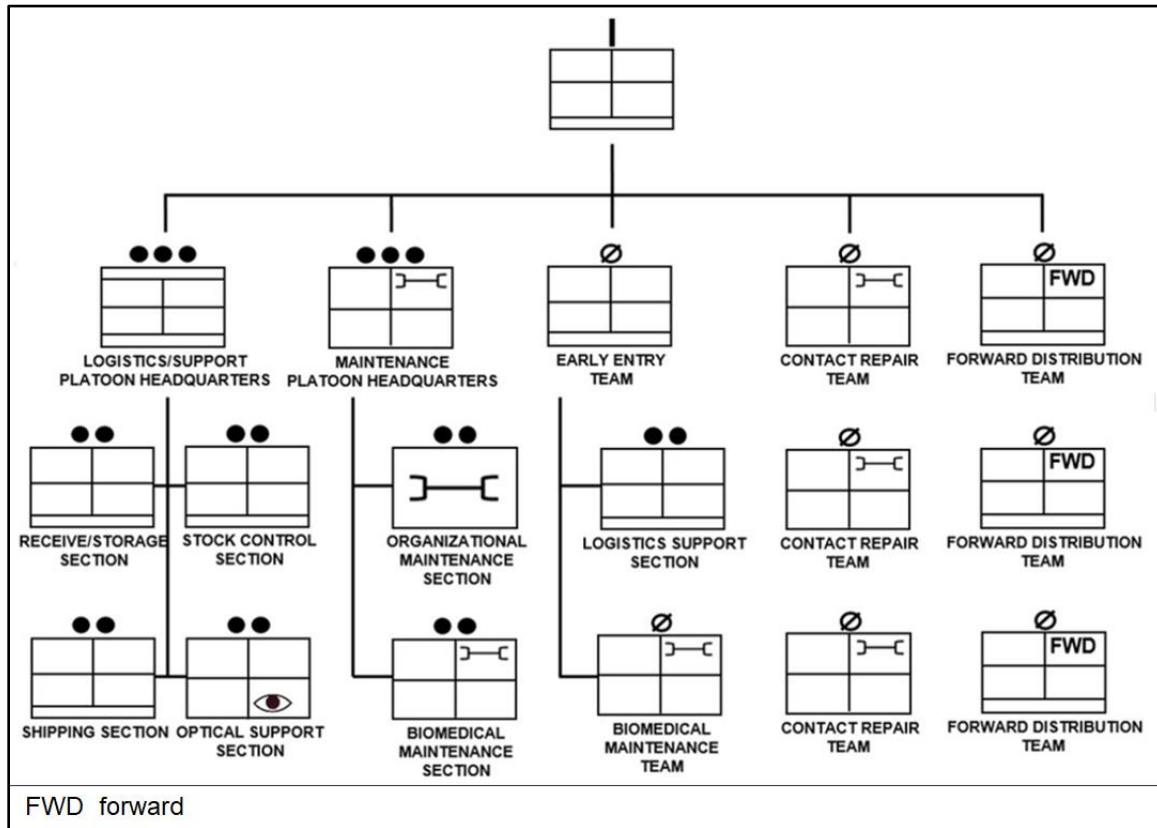 LOGISTICS/SUPPORT
PLATOON HEADQUARTERS
MAINTENANCE
PLATOON HEADQUARTERS
EARLY ENTRY
TEAM
CONTACT REPAIR
TEAM
FWD
FORWARD DISTRIBUTION
TEAM
RECEIVE/STORAGE
SECTION
STOCK CONTROL
SECTION
ORGANIZATIONAL
MAINTENANCE
SECTION
LOGISTICS SUPPORT
SECTION
CONTACT REPAIR
TEAM
FWD
FORWARD DISTRIBUTION
TEAM
SHIPPING SECTION
OPTICAL SUPPORT
SECTION
BIOMEDICAL
MAINTENANCE
SECTION
BIOMEDICAL
MAINTENANCE
TEAM
CONTACT REPAIR
TEAM
FWD
FORWARD DISTRIBUTION
TEAM
FWD forward